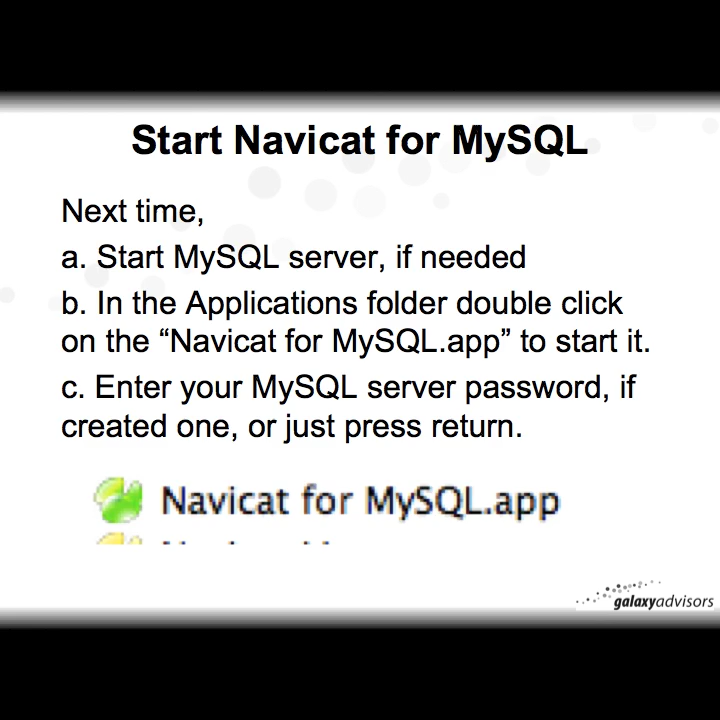 Start Navicat for MySQL
Next time,
a. Start MySQL server, if needed
b. In the Applications folder double click
on the “Navicat for MySQL.app” to start it.
c. Enter your MySQL server password, if
created one, or just press return.
Navicat for MySQL.app
galaxyadvisors